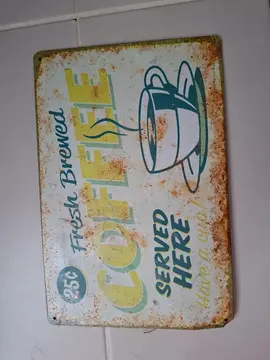 25¢ Fresh Brewed
COFFEE
SERVED
HERE
Have a cup!